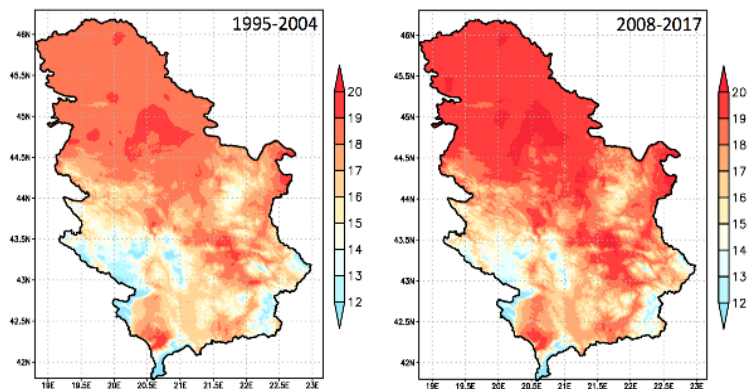 1995-2004
46N
45.5N
45N
44.5N
44N
43.5N
43N
42.5N
42N
19E 19.5E 20E 20.5E 21E 21.5E 22E 22.5E 23E
20
19
18
17
16
15
14
13
12
2008-2017
46N
45.5N
45N
44.5N
44N
43.5N
43N
42.5N
42N
19E 19.5E 20E 20.5E 21E 21.5E 22E 22.5E 23E
20
19
18
17
16
15
14
13
12